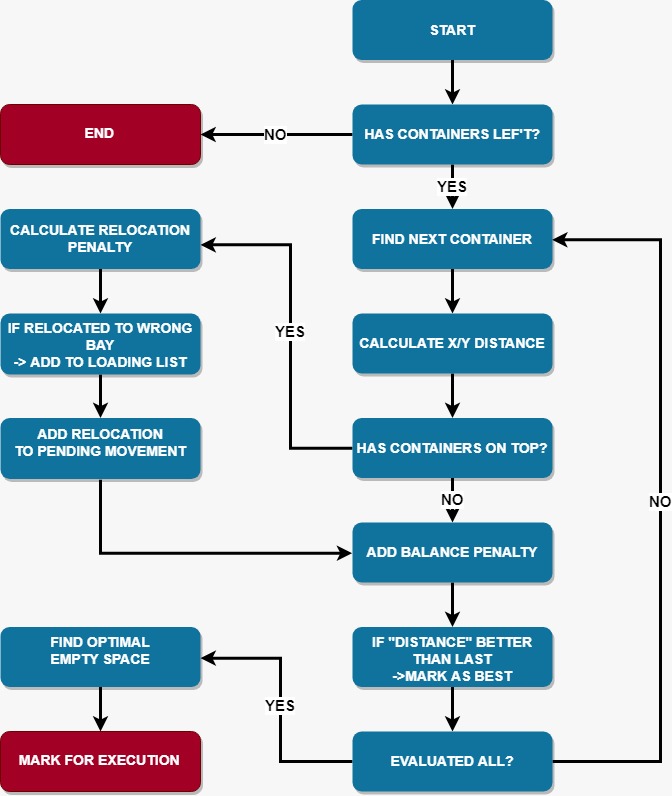 START
HAS CONTAINERS LEF'T?
NO
END
YES
CALCULATE RELOCATION
PENALTY
FIND NEXT CONTAINER
IF RELOCATED TO WRONG
BAY
-> ADD TO LOADING LIST
YES
CALCULATE X/Y DISTANCE
ADD RELOCATION
TO PENDING MOVEMENT
HAS CONTAINERS ON TOP?
NO
NO
ADD BALANCE PENALTY
FIND OPTIMAL
EMPTY SPACE
IF "DISTANCE" BETTER
THAN LAST
->MARK AS BEST
YES
MARK FOR EXECUTION
EVALUATED ALL?